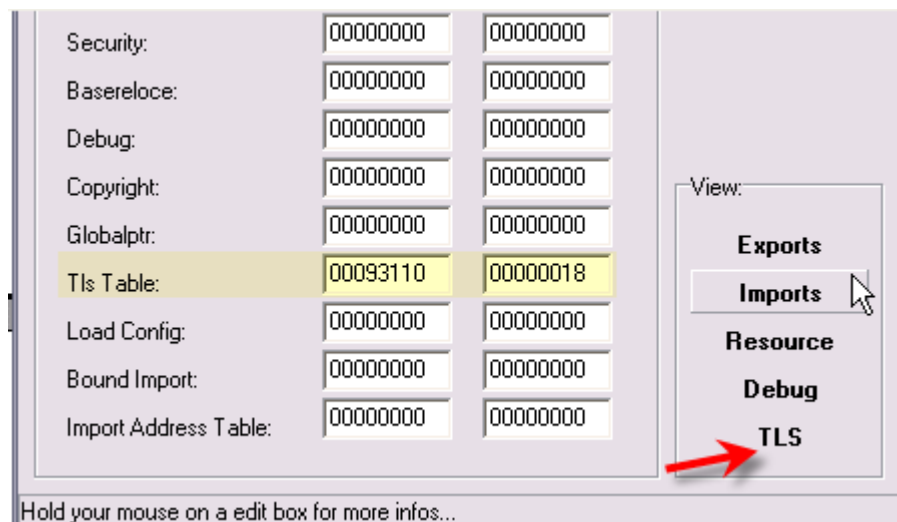 Security: 00000000 00000000
Basereloce: 00000000 00000000
Debug: 00000000 00000000
Copyright: 00000000 00000000
Globalptr: 00000000 00000000
Tls Table: 00093110 00000018
Load Config: 00000000 00000000
Bound Import: 00000000 00000000
Import Address Table: 00000000 00000000
View:
Exports
Imports
Resource
Debug
TLS
Hold your mouse on a edit box for more infos...